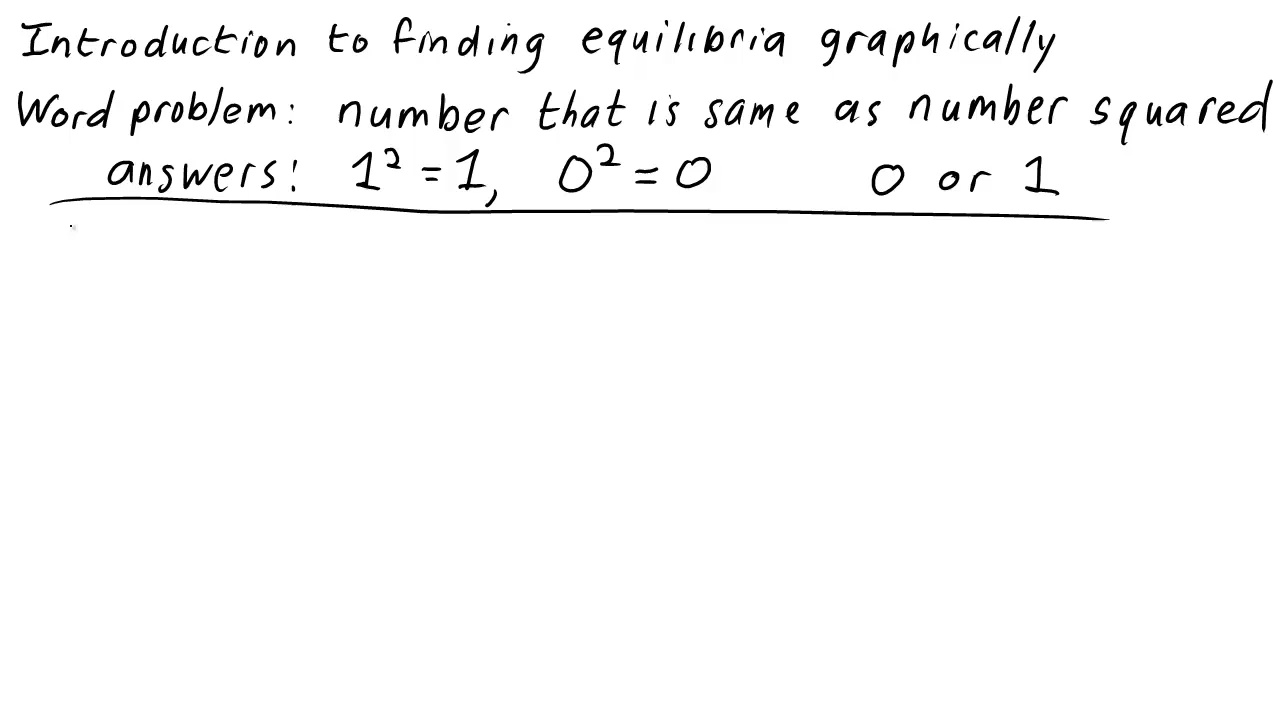 Introduction to finding equilibria graphically
Word problem: number that is same as number squared
answers: 1² = 1, 0² = 0 0 or 1